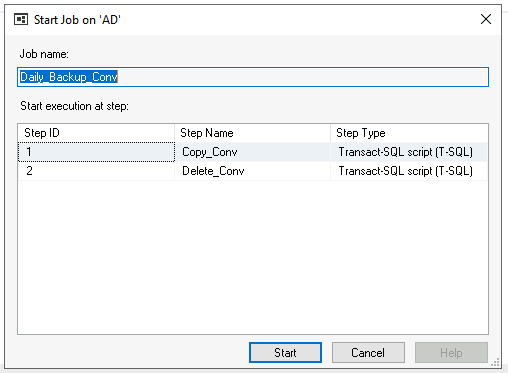 Start Job on 'AD'
Job name:
Daily_Backup_Conv
Start execution at step:
Step ID Step Name Step Type
1 Copy_Conv Transact-SQL script (T-SQL)
2 Delete_Conv Transact-SQL script (T-SQL)
Start Cancel Help